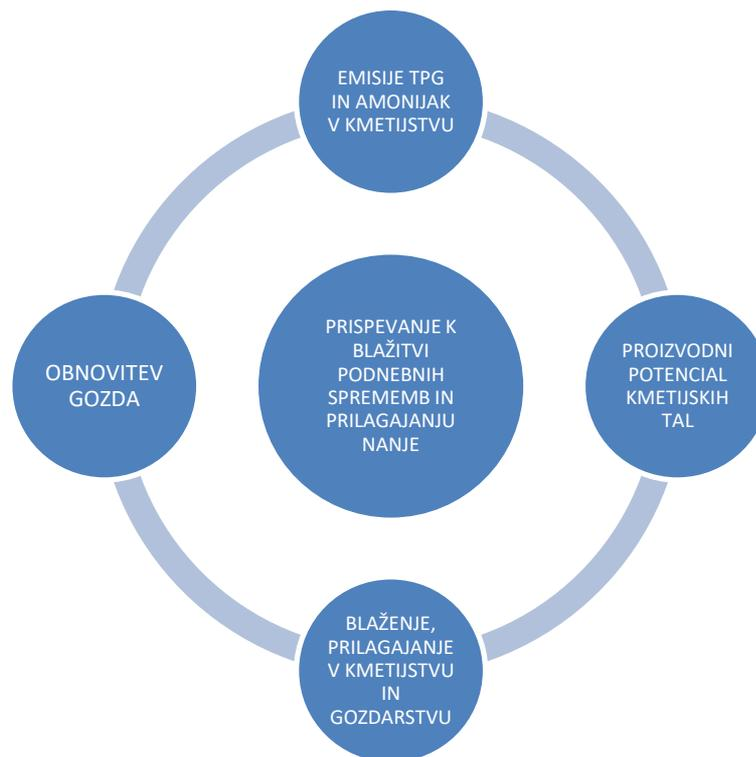 EMISIJE TPG
IN AMONIJAK
V KMETIJSTVU
PRISPEVANJE K
BLAŽITVI
PODNEBNIH
SPREMEMB IN
PRILAGAJANJU
NANJE
PROIZVODNI
POTENCIAL
KMETIJSKIH
TAL
BLAŽENJE,
PRILAGAJANJE
V KMETIJSTVU
IN
GOZDARSTVU
OBNOVITEV
GOZDA